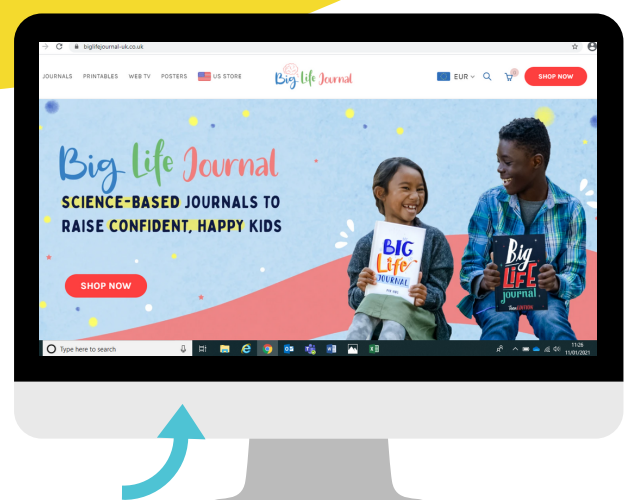 biglifejournal-uk.co.uk
JOURNALS PRINTABLES WEB TV POSTERS US STORE Big Life Journal EUR SHOP NOW
Big Life Journal
SCIENCE-BASED JOURNALS TO
RAISE CONFIDENT, HAPPY KIDS
SHOP NOW
BIG
Life
JOURNAL
Big
LIFE
journal
Teen EDITION
Type here to search
11:26
11/01/2021